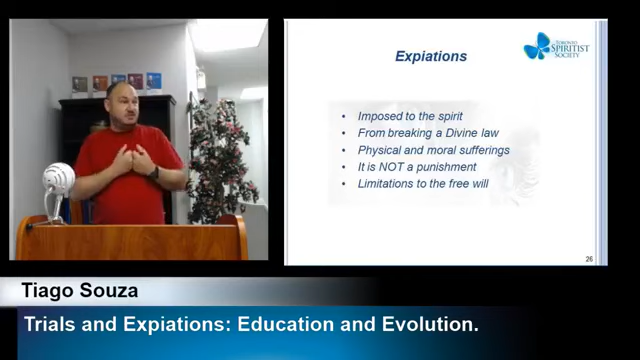 TORONTO
SPIRITIST
SOCIETY
Expiations
• Imposed to the spirit
• From breaking a Divine law
• Physical and moral sufferings
• It is NOT a punishment
• Limitations to the free will
26
Tiago Souza
Trials and Expiations: Education and Evolution.